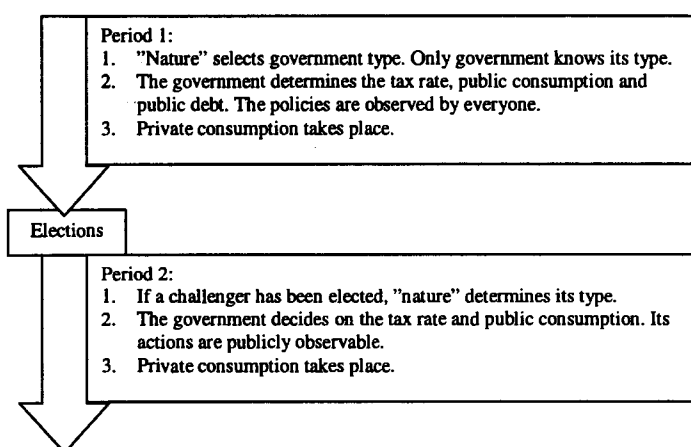 Period 1:
1. ”Nature” selects government type. Only government knows its type.
2. The government determines the tax rate, public consumption and
public debt. The policies are observed by everyone.
3. Private consumption takes place.
Elections
Period 2:
1. If a challenger has been elected, ”nature” determines its type.
2. The government decides on the tax rate and public consumption. Its
actions are publicly observable.
3. Private consumption takes place.